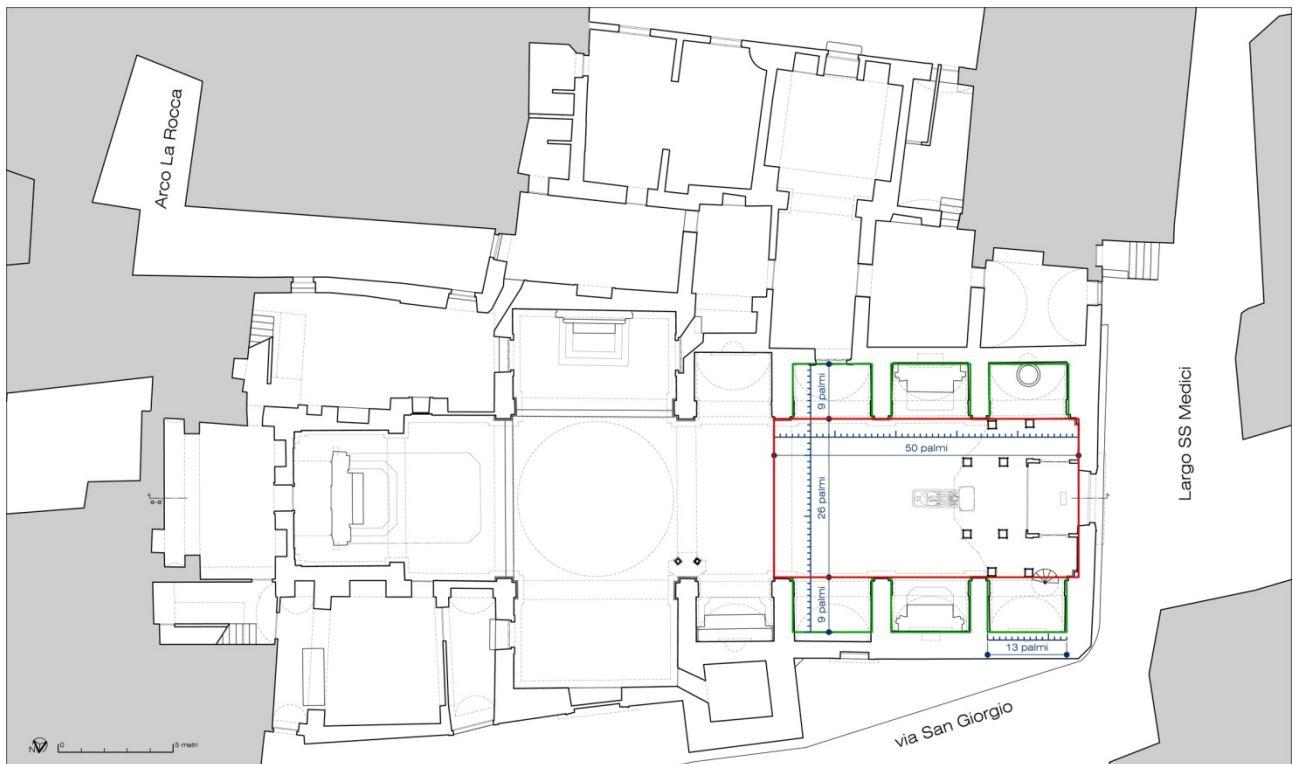 Arco La Rocca
Largo SS Medici
9 palmi
50 palmi
26 palmi
9 palmi
13 palmi
via San Giorgio
N
0
5 metri